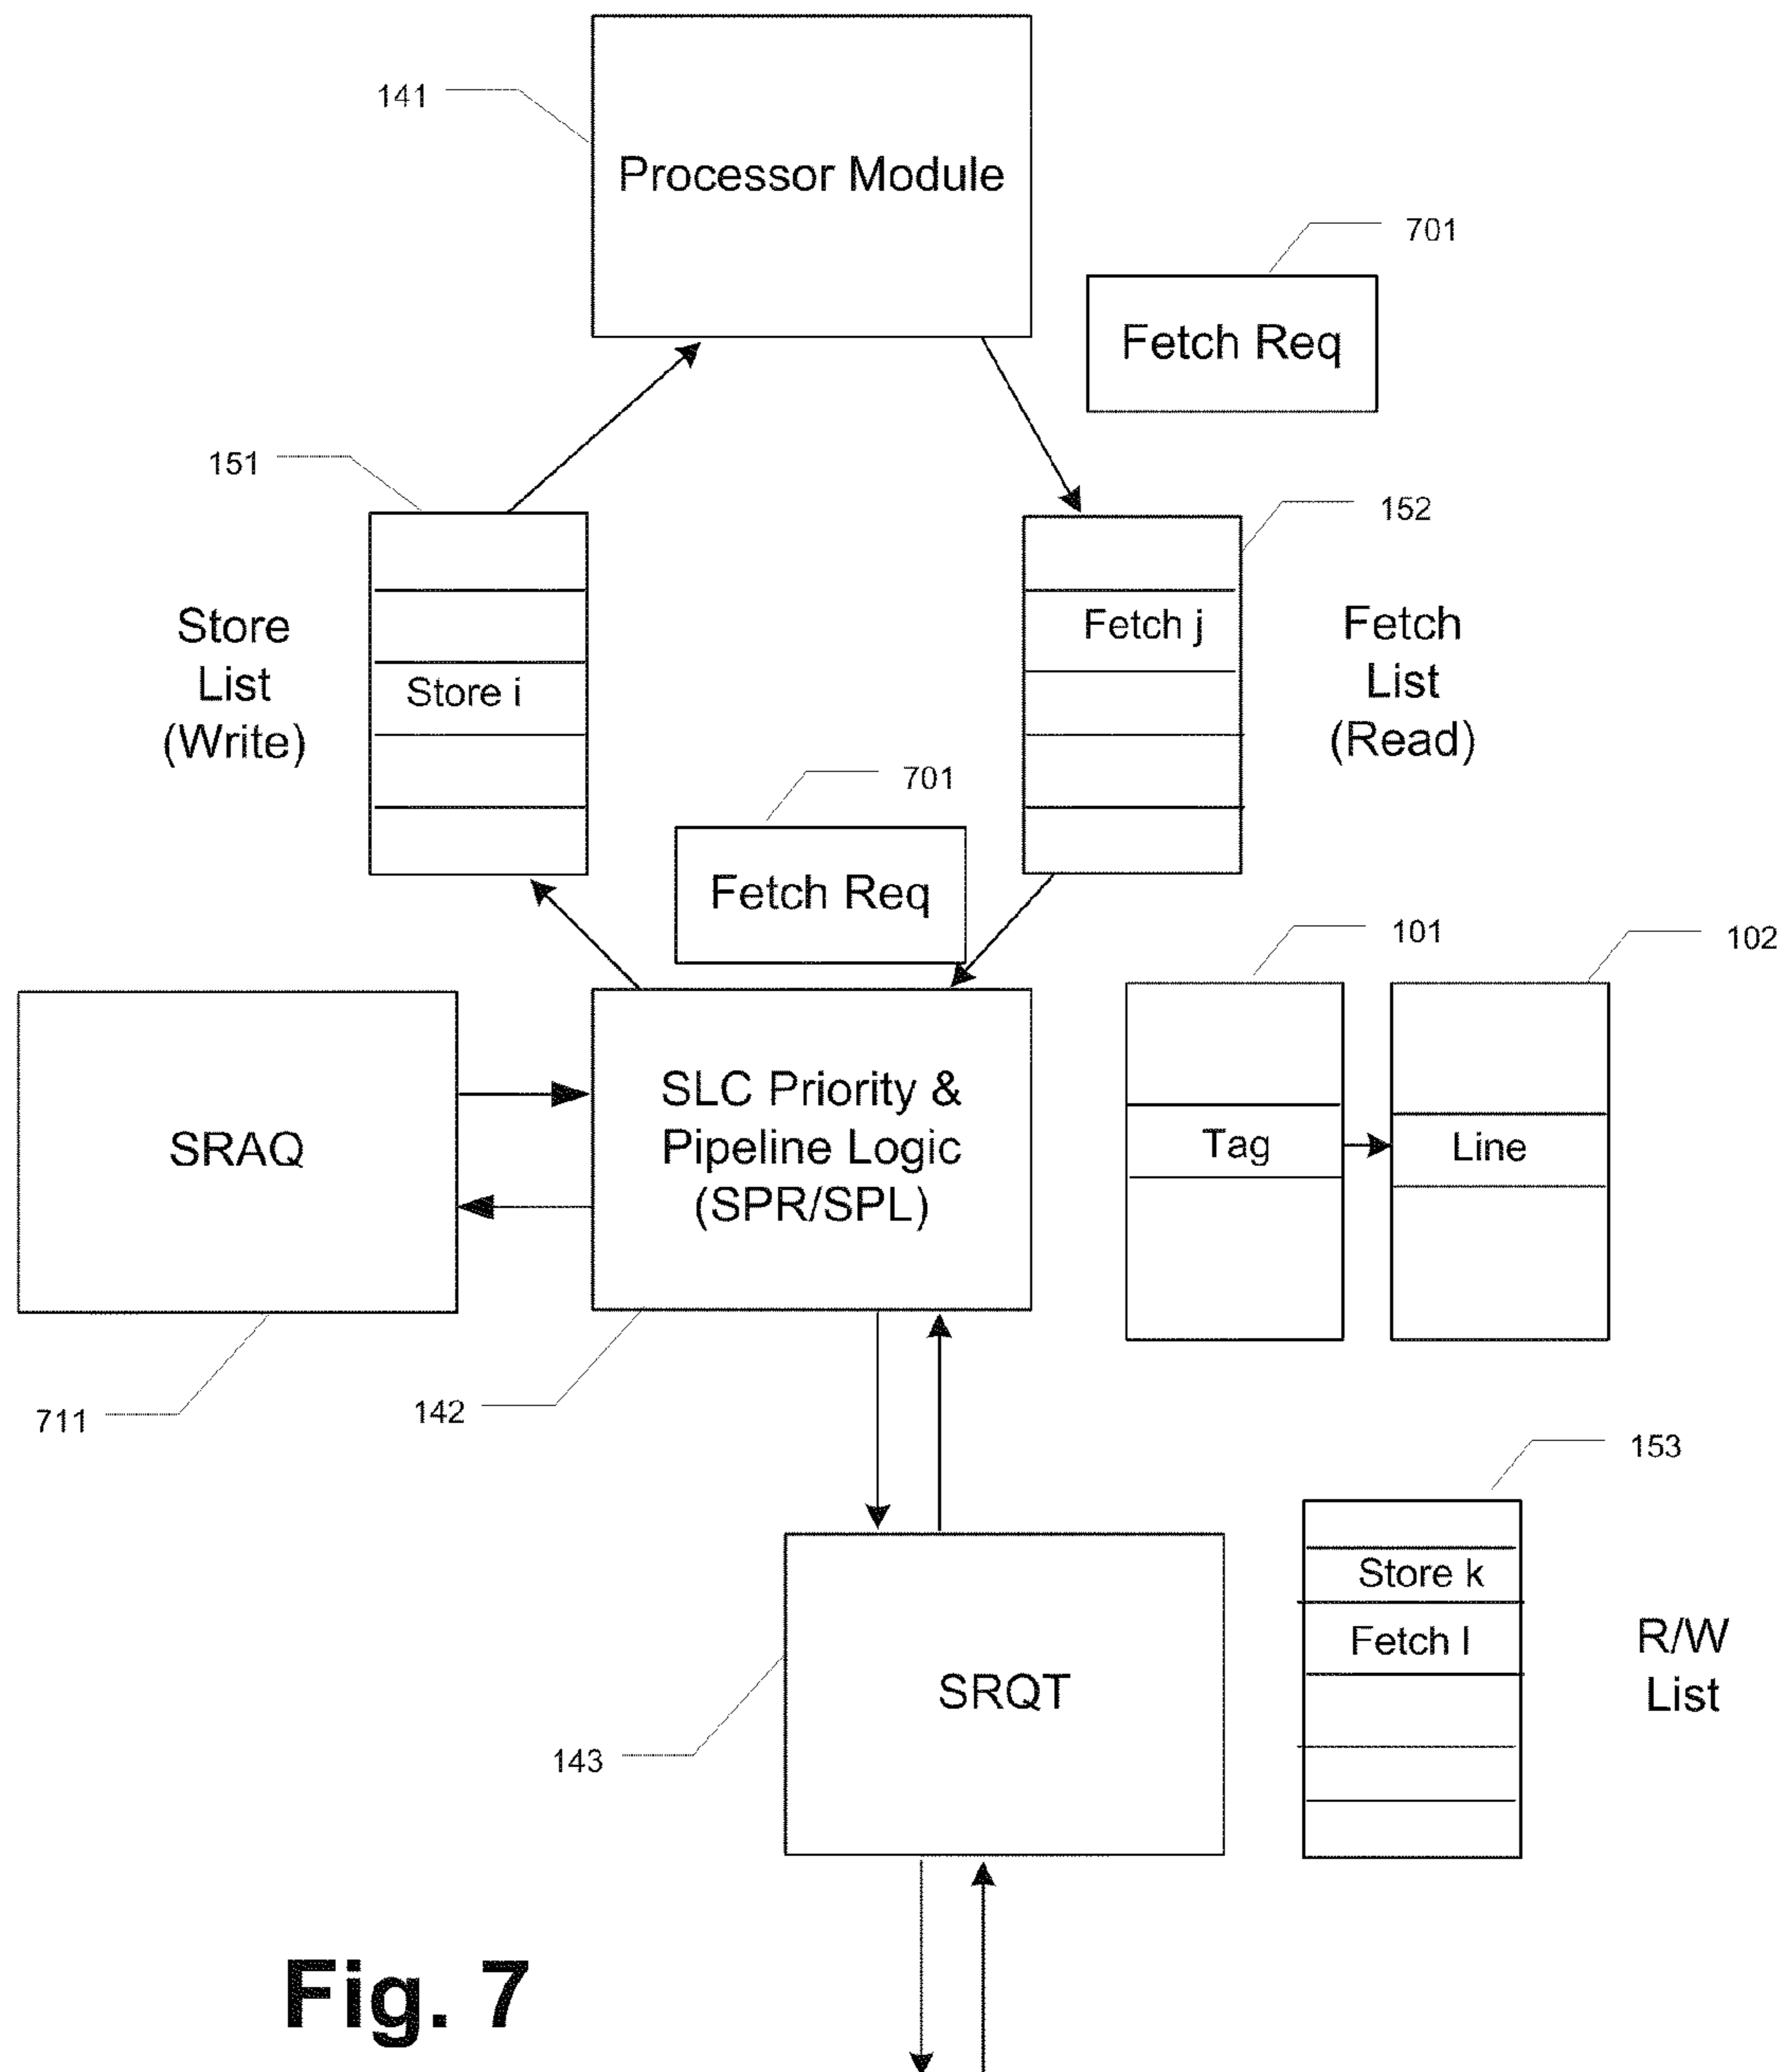 141
Processor Module
701
Fetch Req
151
152
Store
List
(Write)
Store i
Fetch j
Fetch
List
(Read)
701
Fetch Req
101
102
SRAQ
SLC Priority &
Pipeline Logic
(SPR/SPL)
Tag
Line
711
142
153
Store k
Fetch l
R/W
List
SRQT
143
Fig. 7